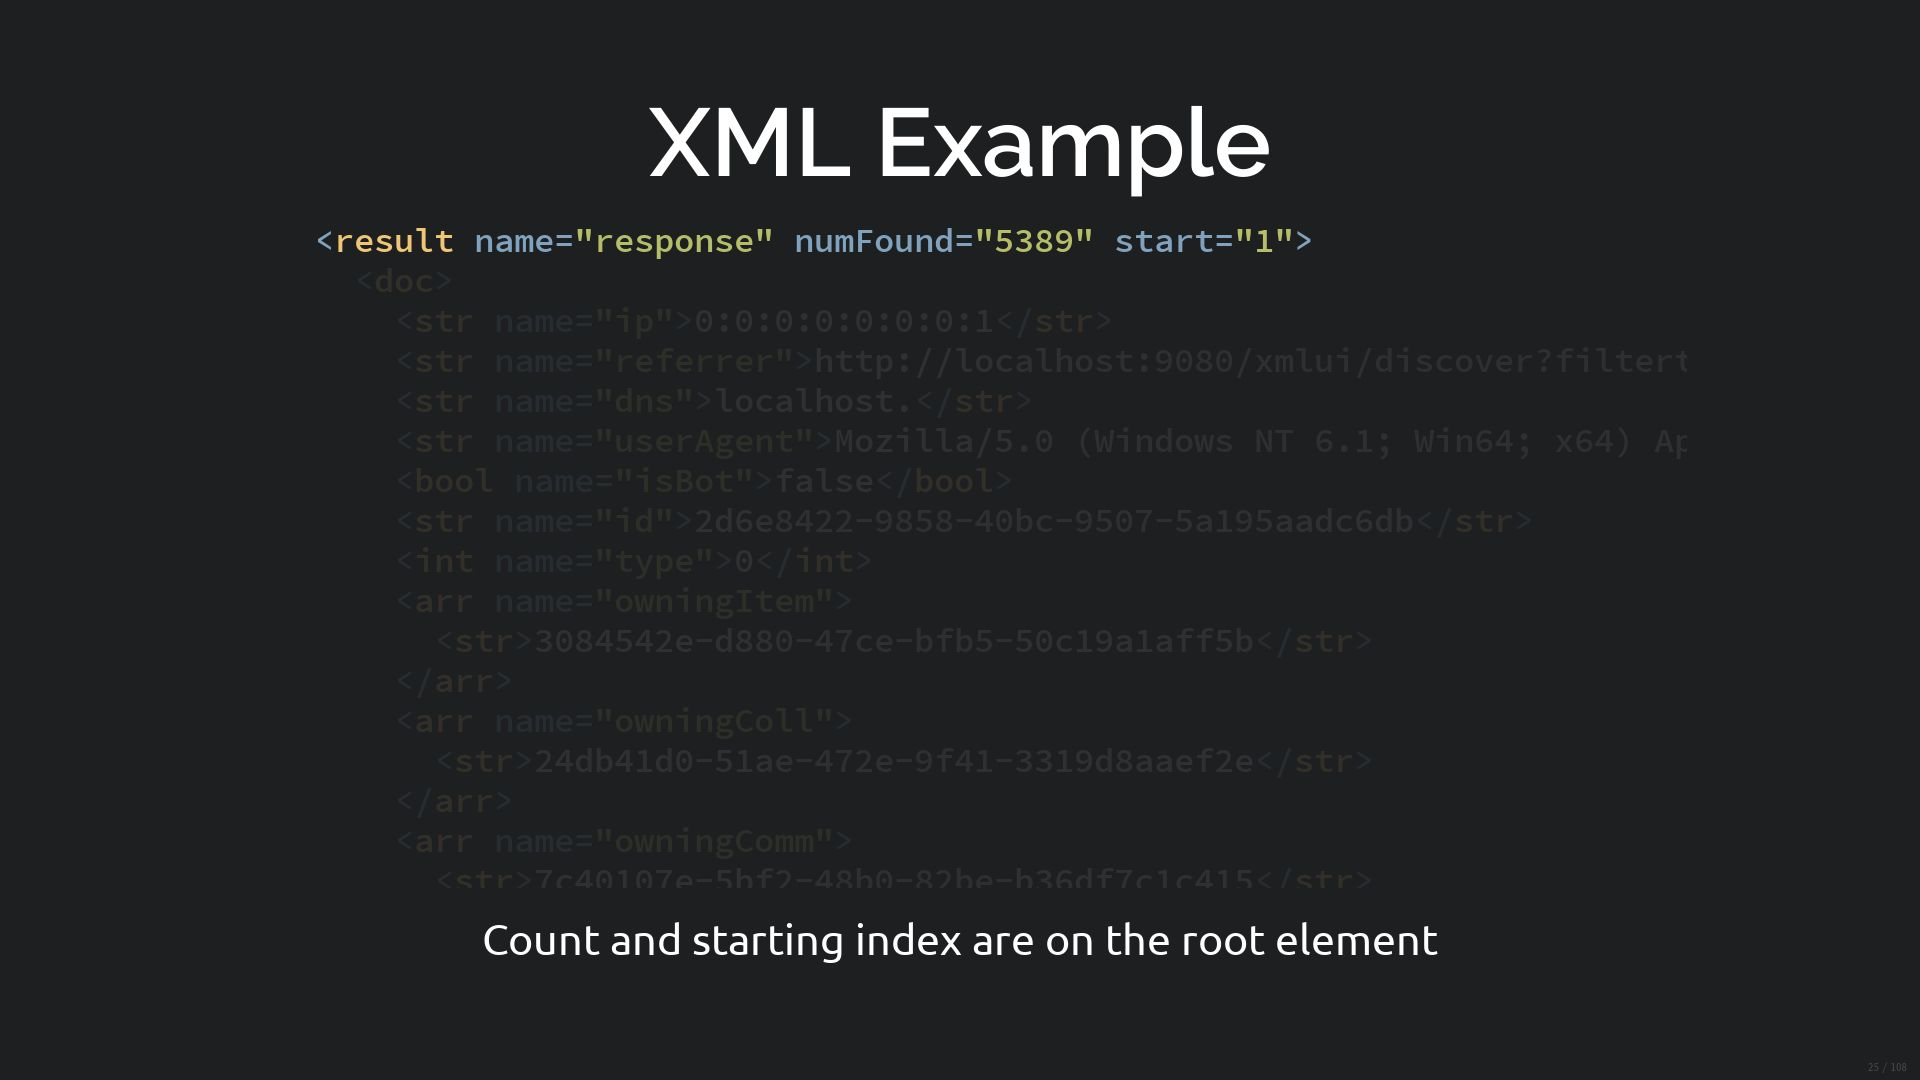 XML Example
<result name="response" numFound="5389" start="1">
<doc>
<str name="ip">0:0:0:0:0:0:0:1</str>
<str name="referrer">http://localhost:9080/xmlui/discover?filtert
<str name="dns">localhost.</str>
<str name="userAgent">Mozilla/5.0 (Windows NT 6.1; Win64; x64) Ap
<bool name="isBot">false</bool>
<str name="id">2d6e8422-9858-40bc-9507-5a195aadc6db</str>
<int name="type">0</int>
<arr name="owningItem">
<str>3084542e-d880-47ce-bfb5-50c19a1aff5b</str>
</arr>
<arr name="owningColl">
<str>24db41d0-51ae-472e-9f41-3319d8aaef2e</str>
</arr>
<arr name="owningComm">
<str>7c40107e-5bf2-48b0-82be-b36df7c1c415</str>
Count and starting index are on the root element
25 / 108